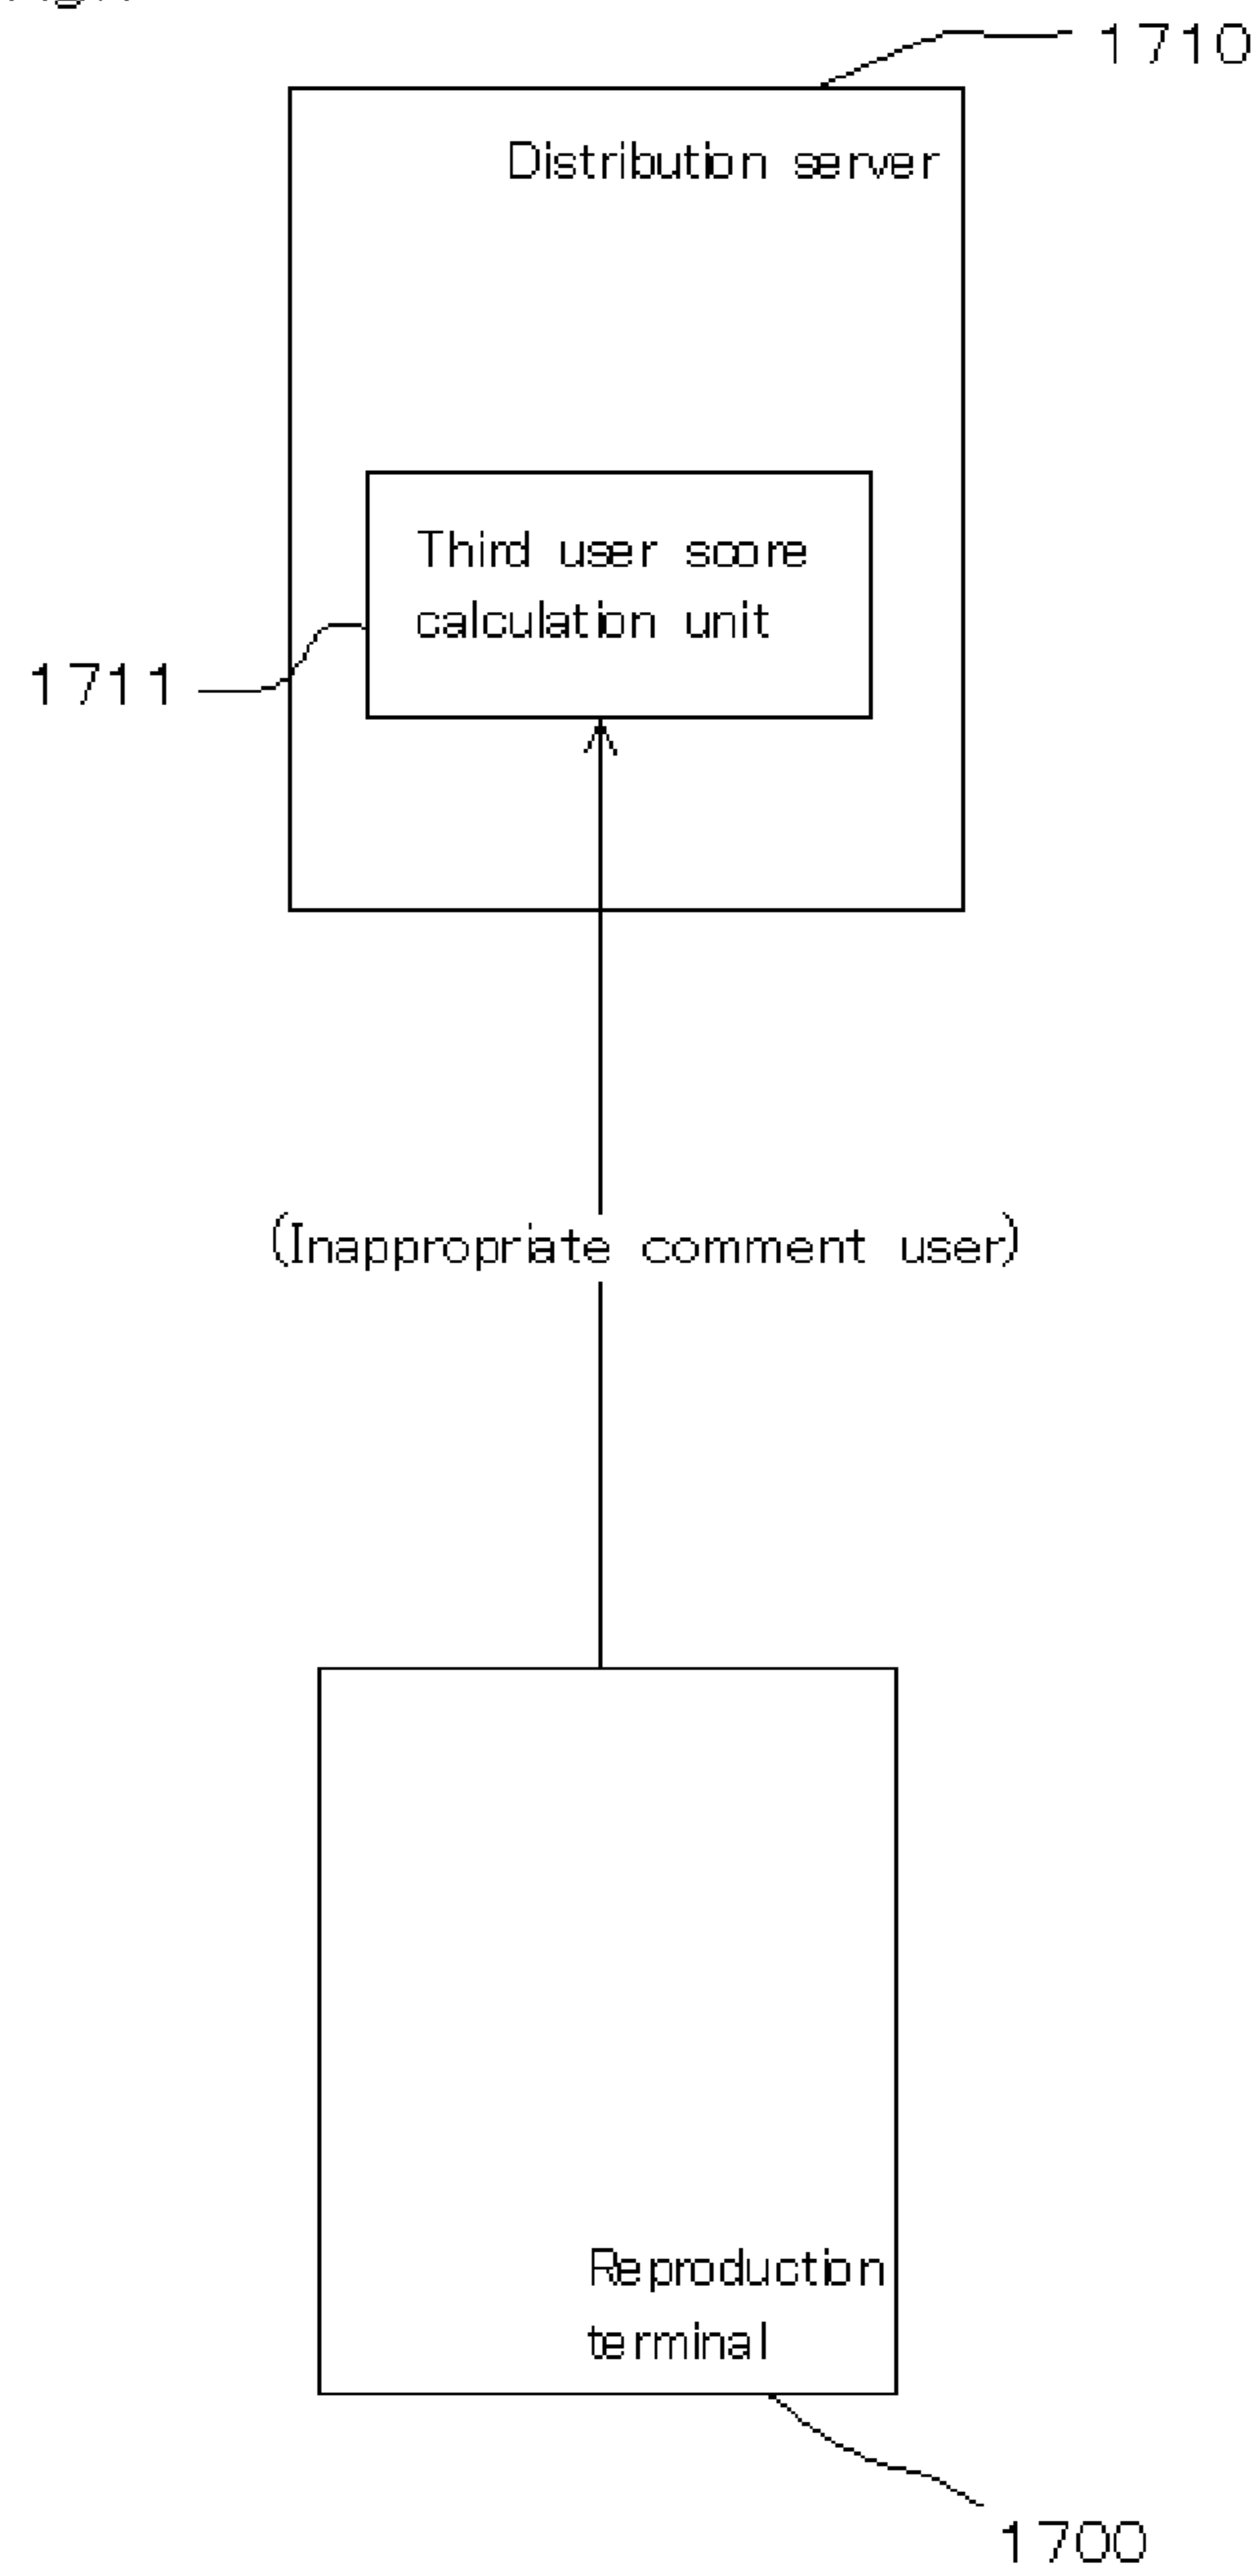 1710
Distribution server
Third user score
calculation unit
1711
(Inappropriate comment user)
Reproduction
terminal
1700